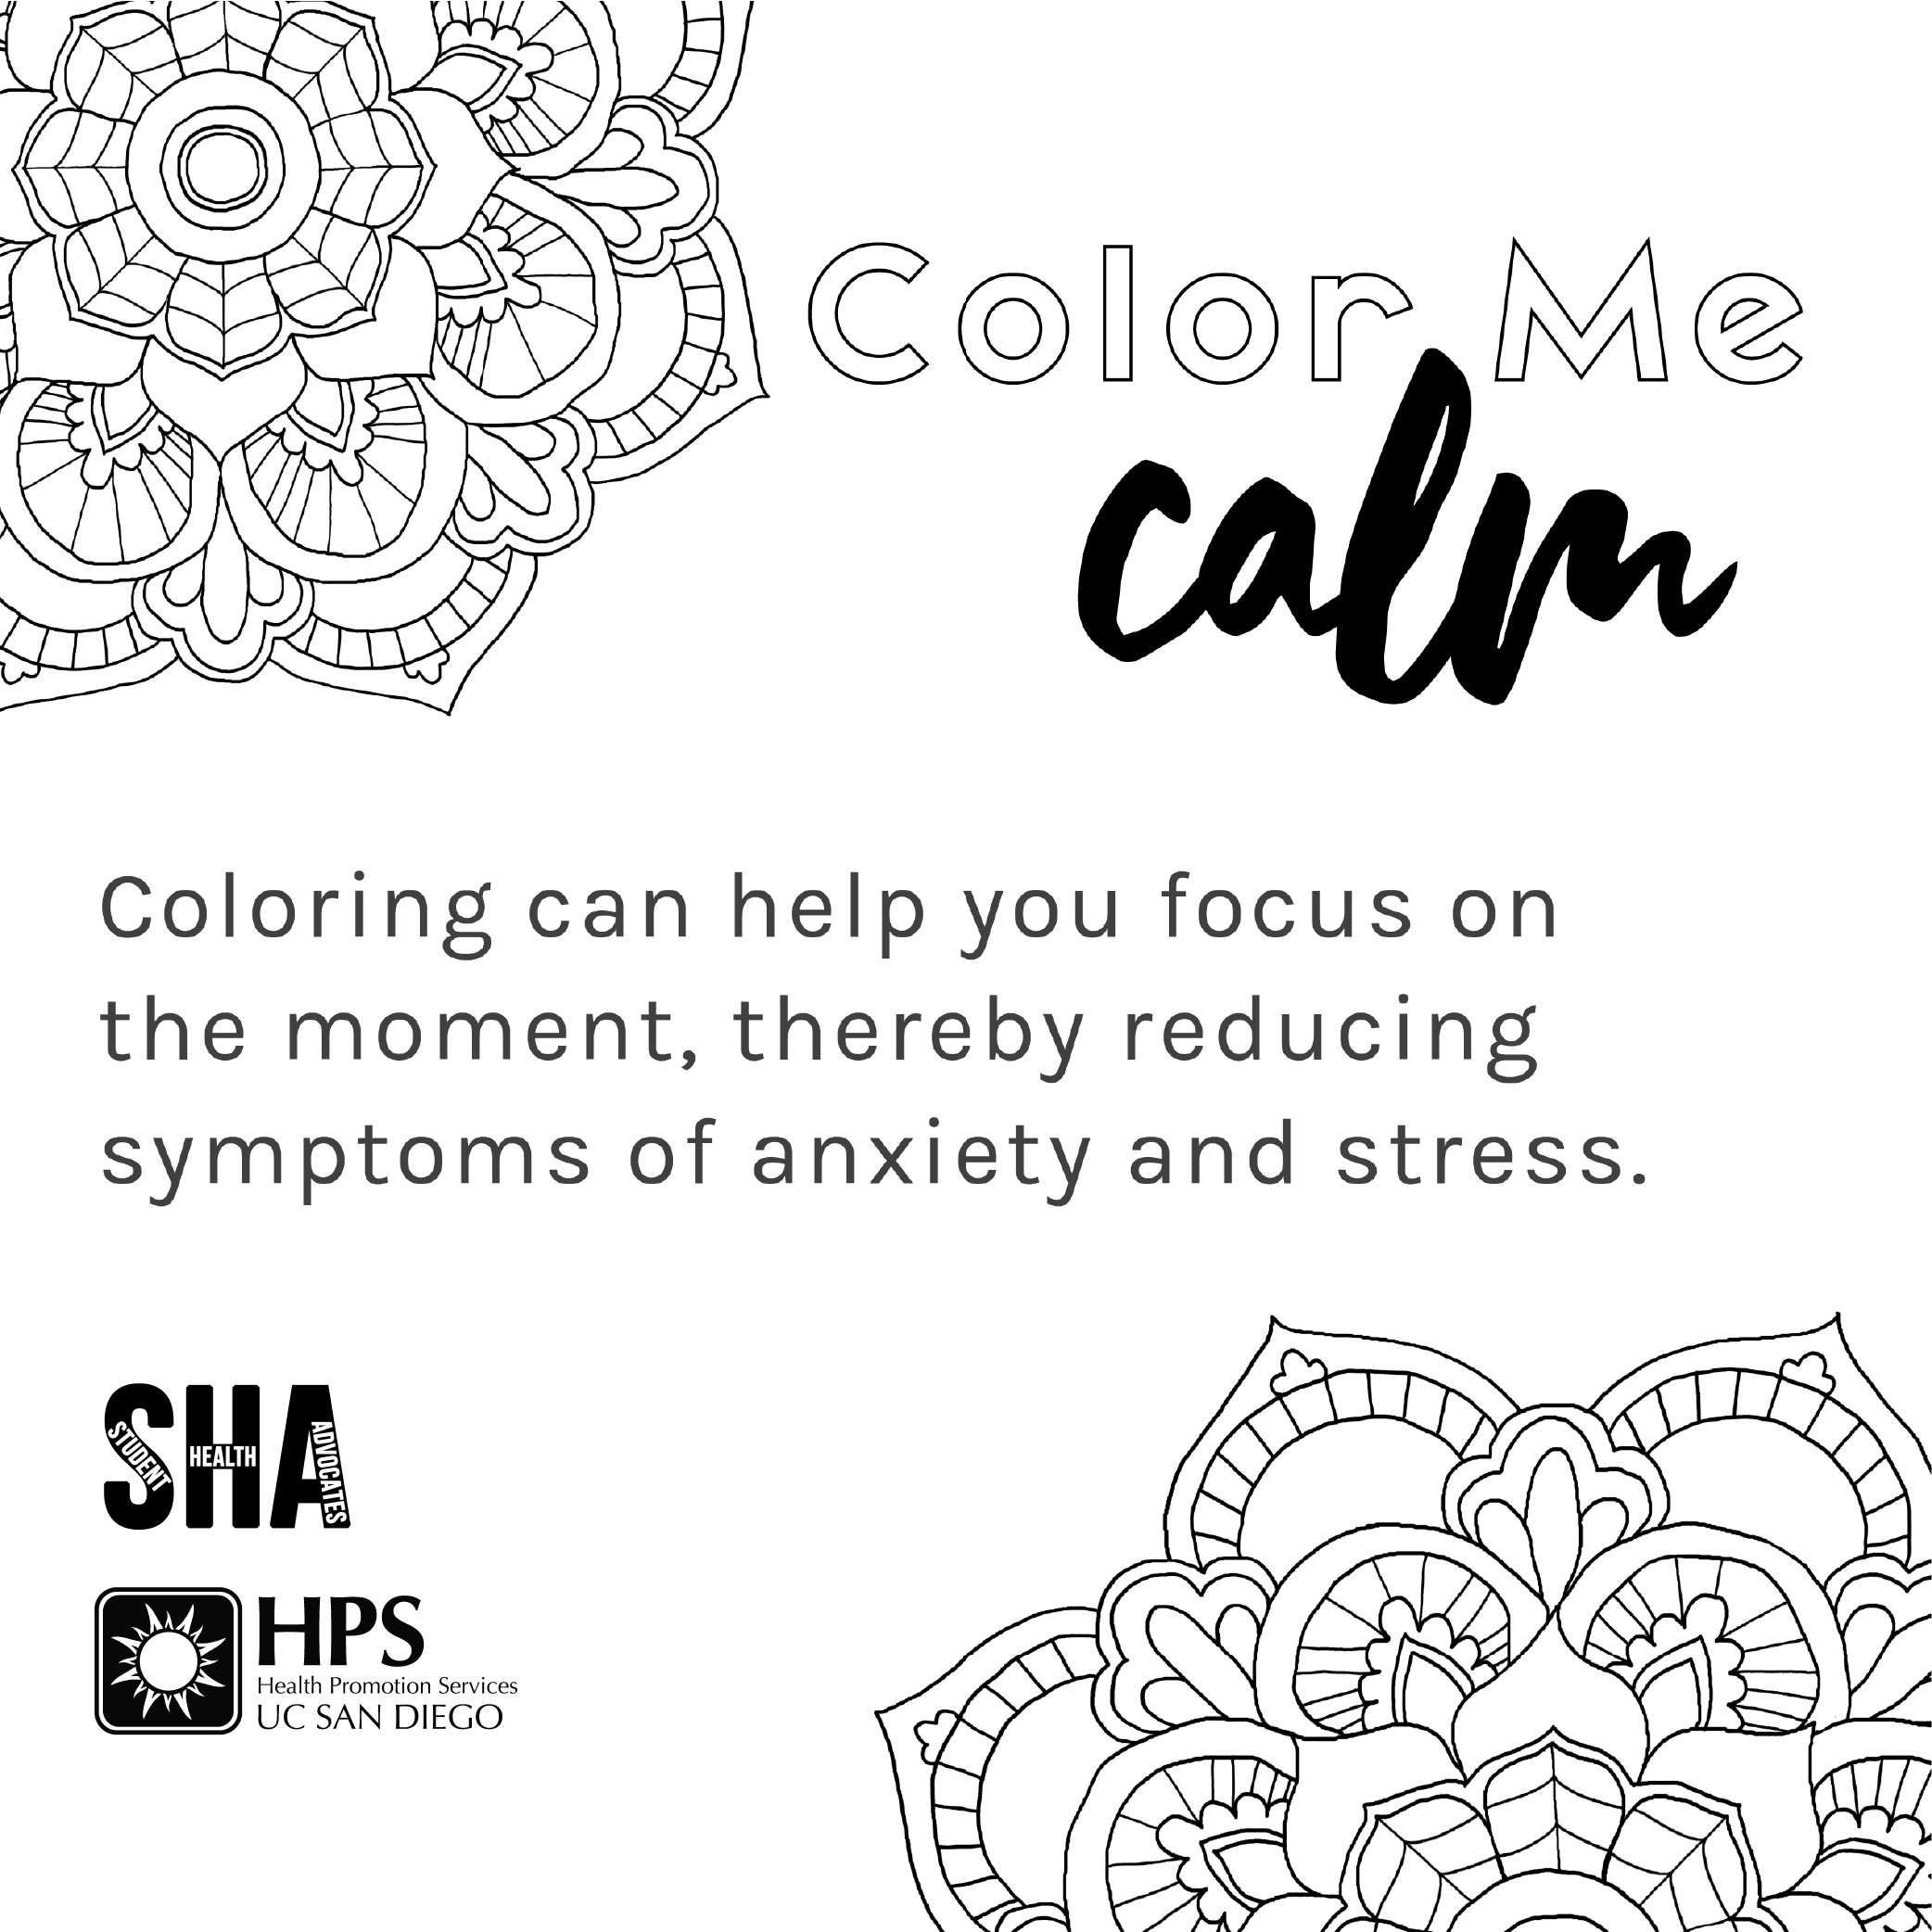 Color Me
calm
Coloring can help you focus on
the moment, thereby reducing
symptoms of anxiety and stress.
SHA
STUDENT
HEALTH
ADVOCATES
HPS
Health Promotion Services
UC SAN DIEGO